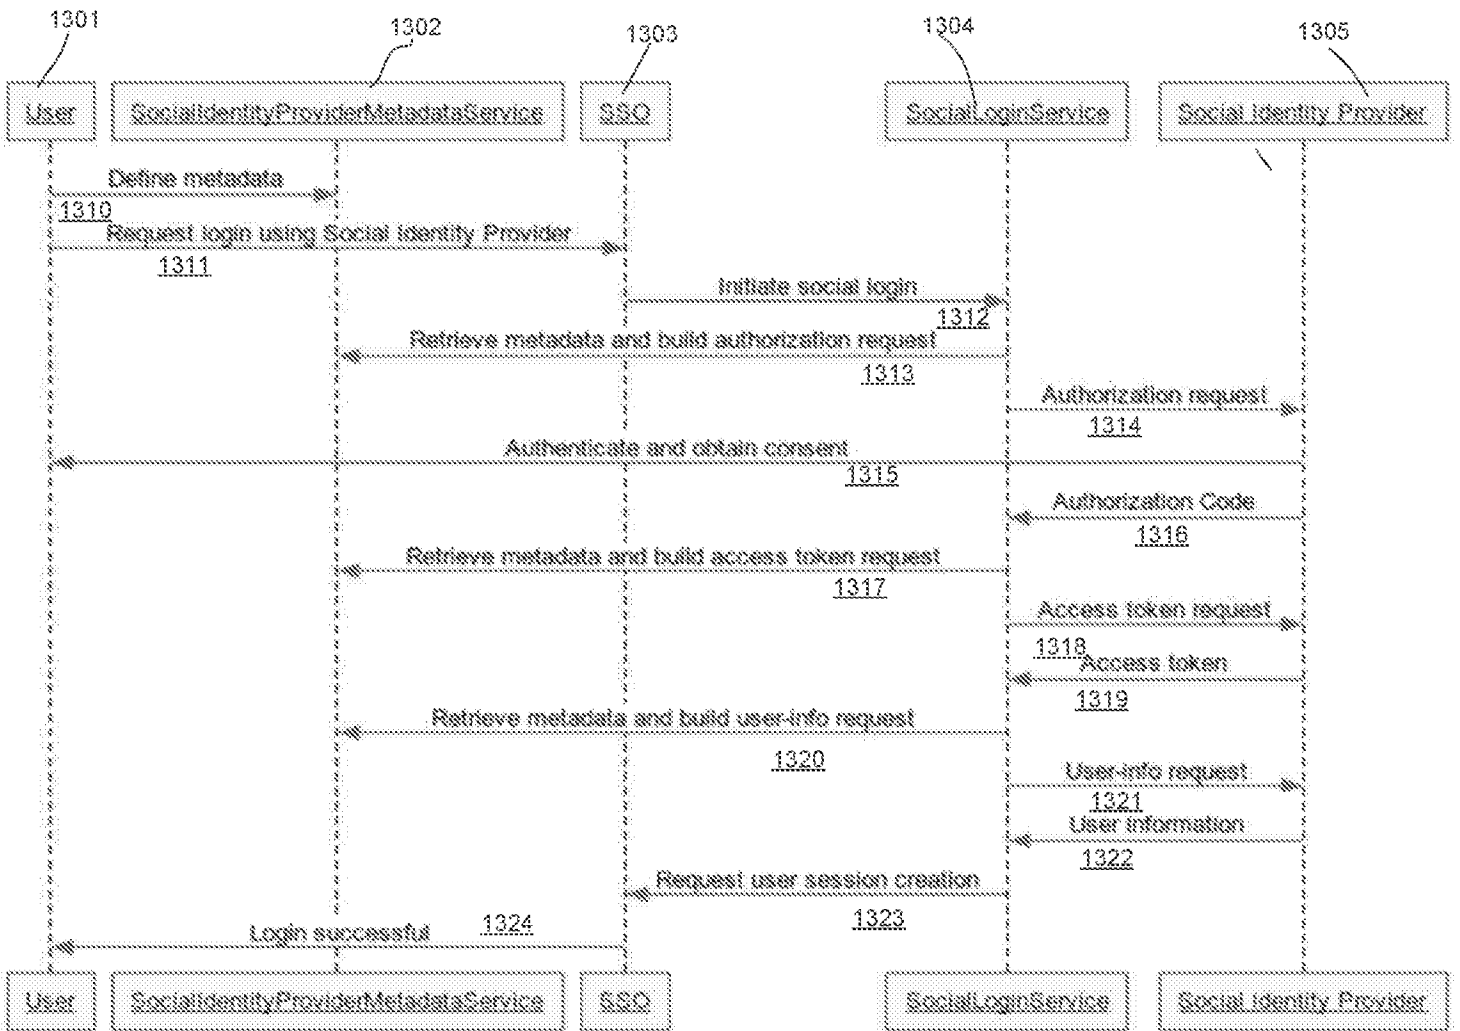 1301
1302
1303
1304
1305
User
SocialIdentityProviderMetadataService
SSO
SocialLoginService
Social Identity Provider
Define metadata
1310
Request login using Social Identity Provider
1311
Initiate social login
1312
Retrieve metadata and build authorization request
1313
Authorization request
1314
Authenticate and obtain consent
1315
Authorization Code
1316
Retrieve metadata and build access token request
1317
Access token request
1318
Access token
1319
Retrieve metadata and build user-info request
1320
User-info request
1321
User information
1322
Request user session creation
1323
Login successful
1324
User
SocialIdentityProviderMetadataService
SSO
SocialLoginService
Social Identity Provider